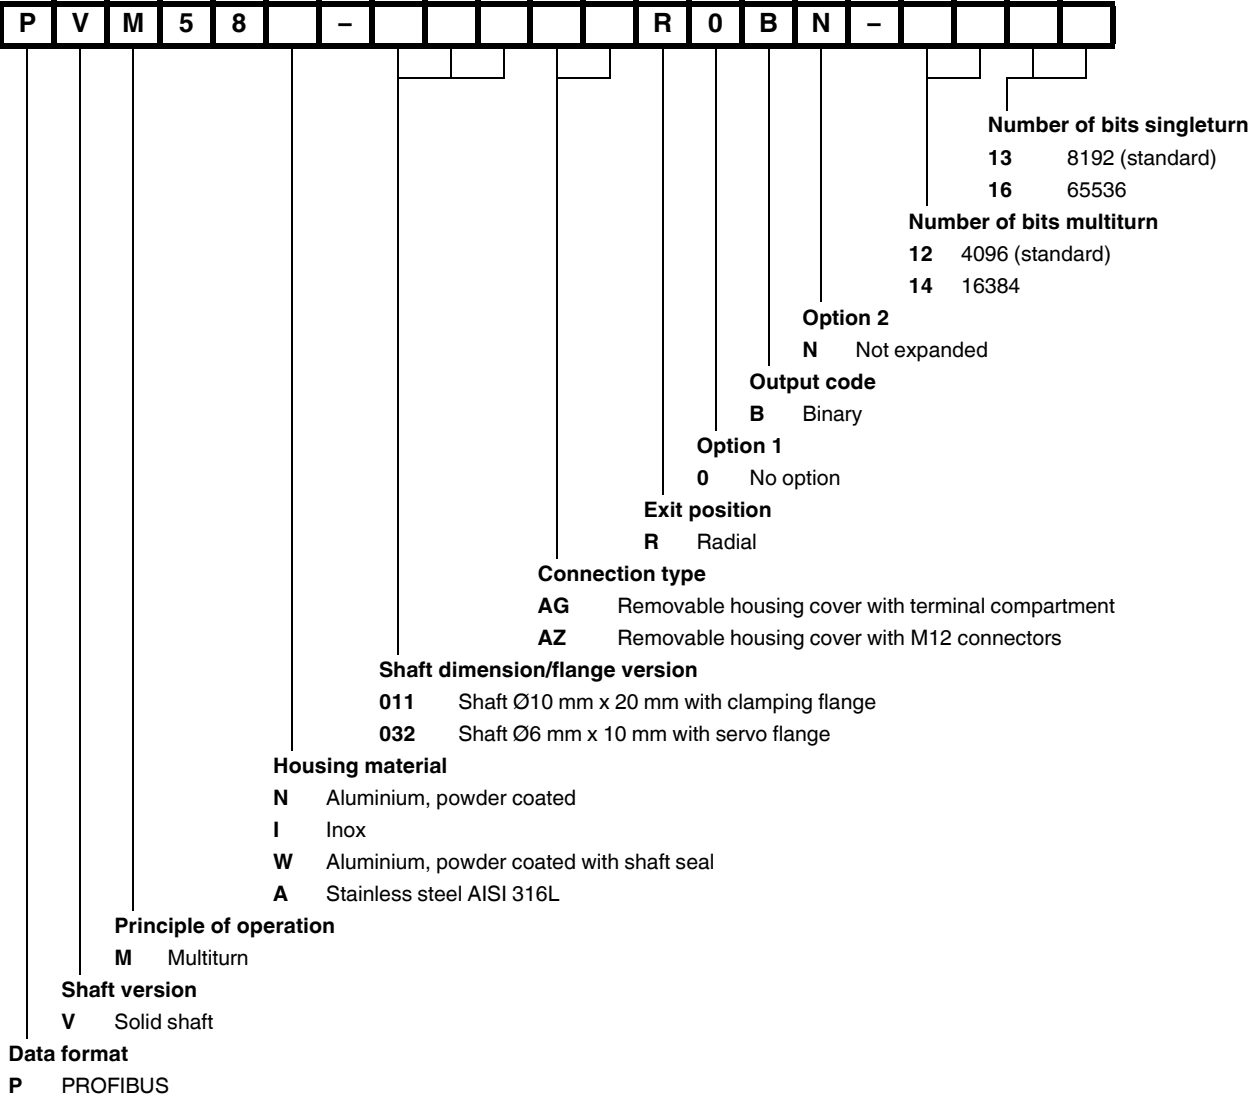 P V M 5 8 – R 0 B N –
Number of bits singleturn
13 8192 (standard)
16 65536
Number of bits multiturn
12 4096 (standard)
14 16384
Option 2
N Not expanded
Output code
B Binary
Option 1
0 No option
Exit position
R Radial
Connection type
AG Removable housing cover with terminal compartment
AZ Removable housing cover with M12 connectors
Shaft dimension/flange version
011 Shaft Ø10 mm x 20 mm with clamping flange
032 Shaft Ø6 mm x 10 mm with servo flange
Housing material
N Aluminium, powder coated
I Inox
W Aluminium, powder coated with shaft seal
A Stainless steel AISI 316L
Principle of operation
M Multiturn
Shaft version
V Solid shaft
Data format
P PROFIBUS